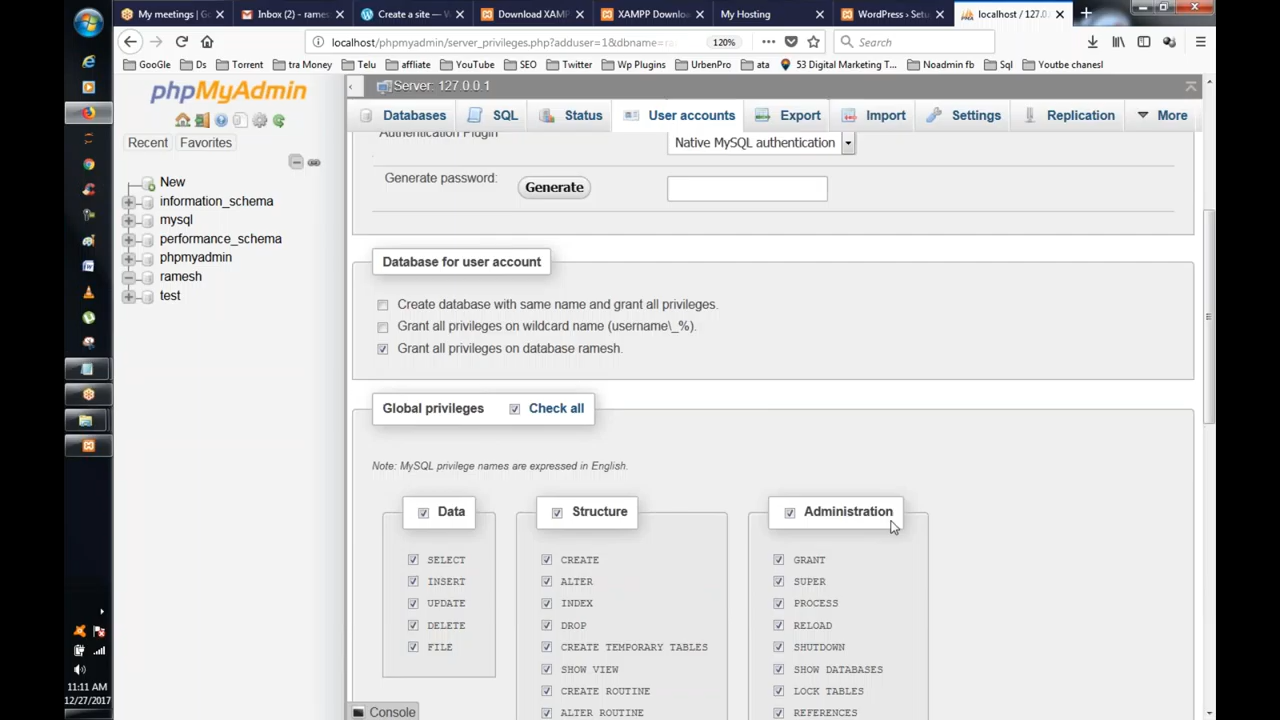 My meetings | Go
Inbox (2) - rames
Create a site — W
Download XAMP
XAMPP Downloa
My Hosting
WordPress › Setu
localhost / 127.0.
localhost/phpmyadmin/server_privileges.php?adduser=1&dbname=ra
120%
Search
GooGle
Ds
Torrent
tra Money
Telu
affliate
YouTube
SEO
Twitter
Wp Plugins
UrbenPro
ata
53 Digital Marketing T...
Noadmin fb
Sql
Youtbe chanesl
phpMyAdmin
Recent
Favorites
New
information_schema
mysql
performance_schema
phpmyadmin
ramesh
test
Server: 127.0.0.1
Databases
SQL
Status
User accounts
Export
Import
Settings
Replication
More
Authentication Plugin
Native MySQL authentication
Generate password:
Generate
Database for user account
Create database with same name and grant all privileges.
Grant all privileges on wildcard name (username\_%).
Grant all privileges on database ramesh.
Global privileges
Check all
Note: MySQL privilege names are expressed in English.
Data
SELECT
INSERT
UPDATE
DELETE
FILE
Structure
CREATE
ALTER
INDEX
DROP
CREATE TEMPORARY TABLES
SHOW VIEW
CREATE ROUTINE
ALTER ROUTINE
Administration
GRANT
SUPER
PROCESS
RELOAD
SHUTDOWN
SHOW DATABASES
LOCK TABLES
REFERENCES
Console
11:11 AM
12/27/2017